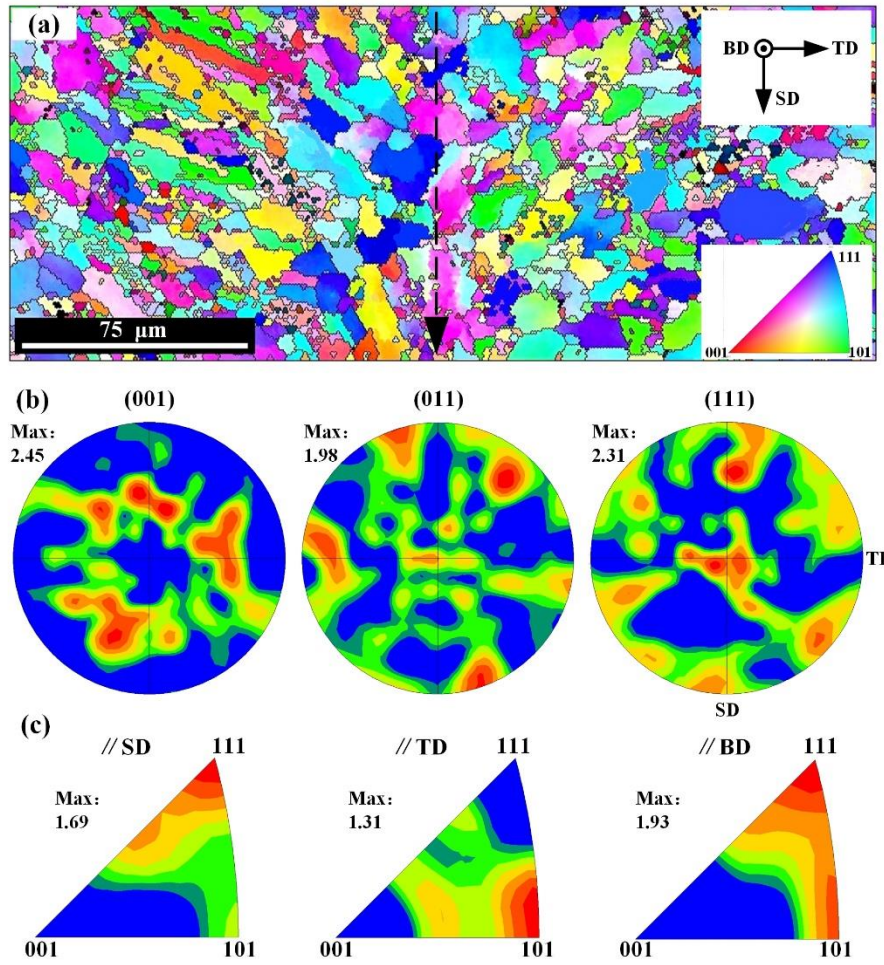 (a)
BD TD
SD
111
001 101
75 μm
(b)
(001) (011) (111)
Max:
2.45
Max:
1.98
Max:
2.31
TD
SD
(c)
// SD 111 // TD 111 // BD 111
Max:
1.69
Max:
1.31
Max:
1.93
001 101 001 101 001 101